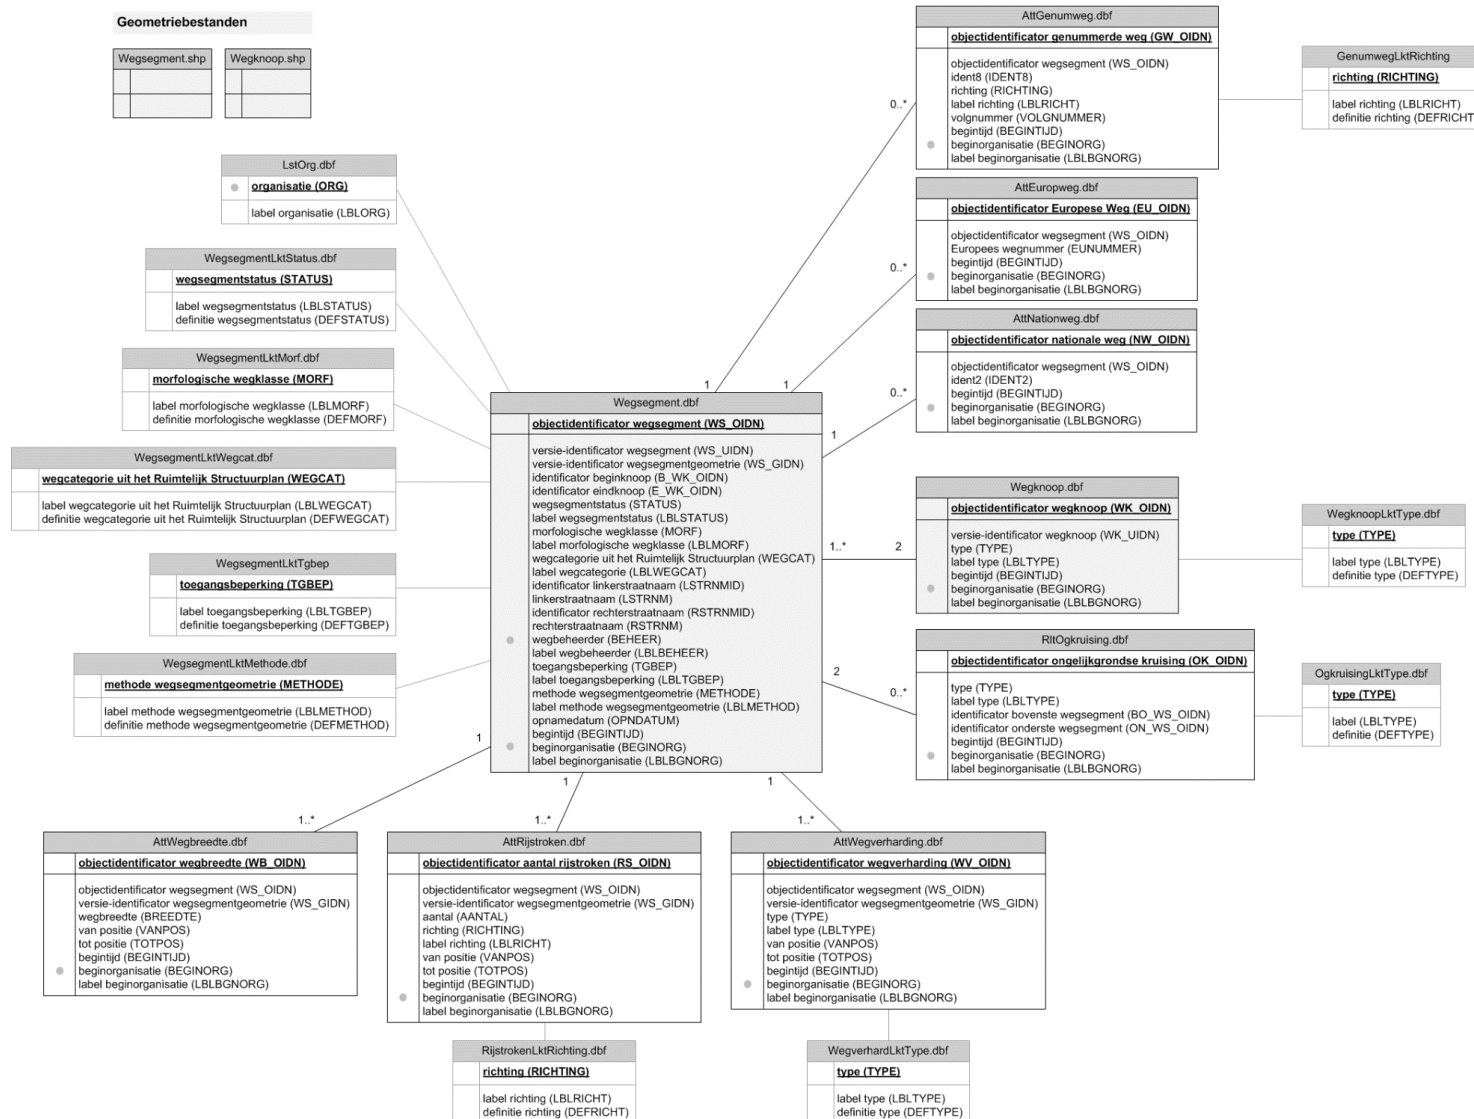 Geometriebestanden
Wegsegment.shp
Wegknoop.shp
LstOrg.dbf
organisatie (ORG)
label organisatie (LBLORG)
WegsegmentLktStatus.dbf
wegsegmentstatus (STATUS)
label wegsegmentstatus (LBLSTATUS)
definitie wegsegmentstatus (DEFSTATUS)
WegsegmentLktMorf.dbf
morfologische wegklasse (MORF)
label morfologische wegklasse (LBLMORF)
definitie morfologische wegklasse (DEFMORF)
WegsegmentLktWegcat.dbf
wegcategorie uit het Ruimtelijk Structuurplan (WEGCAT)
label wegcategorie uit het Ruimtelijk Structuurplan (LBLWEGCAT)
definitie wegcategorie uit het Ruimtelijk Structuurplan (DEFWEGCAT)
WegsegmentLktTgbep
toegangsbeperking (TGBEP)
label toegangsbeperking (LBLTGBEP)
definitie toegangsbeperking (DEFTGBEP)
WegsegmentLktMethode.dbf
methode wegsegmentgeometrie (METHODE)
label methode wegsegmentgeometrie (LBLMETHOD)
definitie methode wegsegmentgeometrie (DEFMETHOD)
Wegsegment.dbf
objectidentificator wegsegment (WS_OIDN)
versie-identificator wegsegment (WS_UIDN)
versie-identificator wegsegmentgeometrie (WS_GIDN)
identificator beginknoop (B_WK_OIDN)
identificator eindknoop (E_WK_OIDN)
wegsegmentstatus (STATUS)
label wegsegmentstatus (LBLSTATUS)
morfologische wegklasse (MORF)
label morfologische wegklasse (LBLMORF)
wegcategorie uit het Ruimtelijk Structuurplan (WEGCAT)
label wegcategorie (LBLWEGCAT)
identificator linkerstraatnaam (LSTRNMID)
linkerstraatnaam (LSTRNM)
identificator rechterstraatnaam (RSTRNMID)
rechterstraatnaam (RSTRNM)
wegbeheerder (BEHEER)
label wegbeheerder (LBLBEHEER)
toegangsbeperking (TGBEP)
label toegangsbeperking (LBLTGBEP)
methode wegsegmentgeometrie (METHODE)
label methode wegsegmentgeometrie (LBLMETHOD)
opnamedatum (OPNDATUM)
begintijd (BEGINTIJD)
beginorganisatie (BEGINORG)
label beginorganisatie (LBLBGNORG)
AttGenumweg.dbf
objectidentificator genummerde weg (GW_OIDN)
objectidentificator wegsegment (WS_OIDN)
ident8 (IDENT8)
richting (RICHTING)
label richting (LBLRICHT)
volgnummer (VOLGNUMMER)
begintijd (BEGINTIJD)
beginorganisatie (BEGINORG)
label beginorganisatie (LBLBGNORG)
0..*
1
GenumwegLktRichting
richting (RICHTING)
label richting (LBLRICHT)
definitie richting (DEFRICHT
AttEuropweg.dbf
objectidentificator Europese Weg (EU_OIDN)
objectidentificator wegsegment (WS_OIDN)
Europees wegnummer (EUNUMMER)
begintijd (BEGINTIJD)
beginorganisatie (BEGINORG)
label beginorganisatie (LBLBGNORG)
0..*
1
AttNationweg.dbf
objectidentificator nationale weg (NW_OIDN)
objectidentificator wegsegment (WS_OIDN)
ident2 (IDENT2)
begintijd (BEGINTIJD)
beginorganisatie (BEGINORG)
label beginorganisatie (LBLBGNORG)
0..*
1
Wegknoop.dbf
objectidentificator wegknoop (WK_OIDN)
versie-identificator wegknoop (WK_UIDN)
type (TYPE)
label type (LBLTYPE)
begintijd (BEGINTIJD)
beginorganisatie (BEGINORG)
label beginorganisatie (LBLBGNORG)
1..*
2
WegknoopLktType.dbf
type (TYPE)
label type (LBLTYPE)
definitie type (DEFTYPE)
RltOgkruising.dbf
objectidentificator ongelijkgrondse kruising (OK_OIDN)
type (TYPE)
label type (LBLTYPE)
identificator bovenste wegsegment (BO_WS_OIDN)
identificator onderste wegsegment (ON_WS_OIDN)
begintijd (BEGINTIJD)
beginorganisatie (BEGINORG)
label beginorganisatie (LBLBGNORG)
2
0..*
OgkruisingLktType.dbf
type (TYPE)
label (LBLTYPE)
definitie (DEFTYPE)
1
1..*
AttWegbreedte.dbf
objectidentificator wegbreedte (WB_OIDN)
objectidentificator wegsegment (WS_OIDN)
versie-identificator wegsegmentgeometrie (WS_GIDN)
wegbreedte (BREEDTE)
van positie (VANPOS)
tot positie (TOTPOS)
begintijd (BEGINTIJD)
beginorganisatie (BEGINORG)
label beginorganisatie (LBLBGNORG)
1
1..*
AttRijstroken.dbf
objectidentificator aantal rijstroken (RS_OIDN)
objectidentificator wegsegment (WS_OIDN)
versie-identificator wegsegmentgeometrie (WS_GIDN)
aantal (AANTAL)
richting (RICHTING)
label richting (LBLRICHT)
van positie (VANPOS)
tot positie (TOTPOS)
begintijd (BEGINTIJD)
beginorganisatie (BEGINORG)
label beginorganisatie (LBLBGNORG)
1
1..*
AttWegverharding.dbf
objectidentificator wegverharding (WV_OIDN)
objectidentificator wegsegment (WS_OIDN)
versie-identificator wegsegmentgeometrie (WS_GIDN)
type (TYPE)
label type (LBLTYPE)
van positie (VANPOS)
tot positie (TOTPOS)
begintijd (BEGINTIJD)
beginorganisatie (BEGINORG)
label beginorganisatie (LBLBGNORG)
RijstrokenLktRichting.dbf
richting (RICHTING)
label richting (LBLRICHT)
definitie richting (DEFRICHT)
WegverhardLktType.dbf
type (TYPE)
label type (LBLTYPE)
definitie type (DEFTYPE)